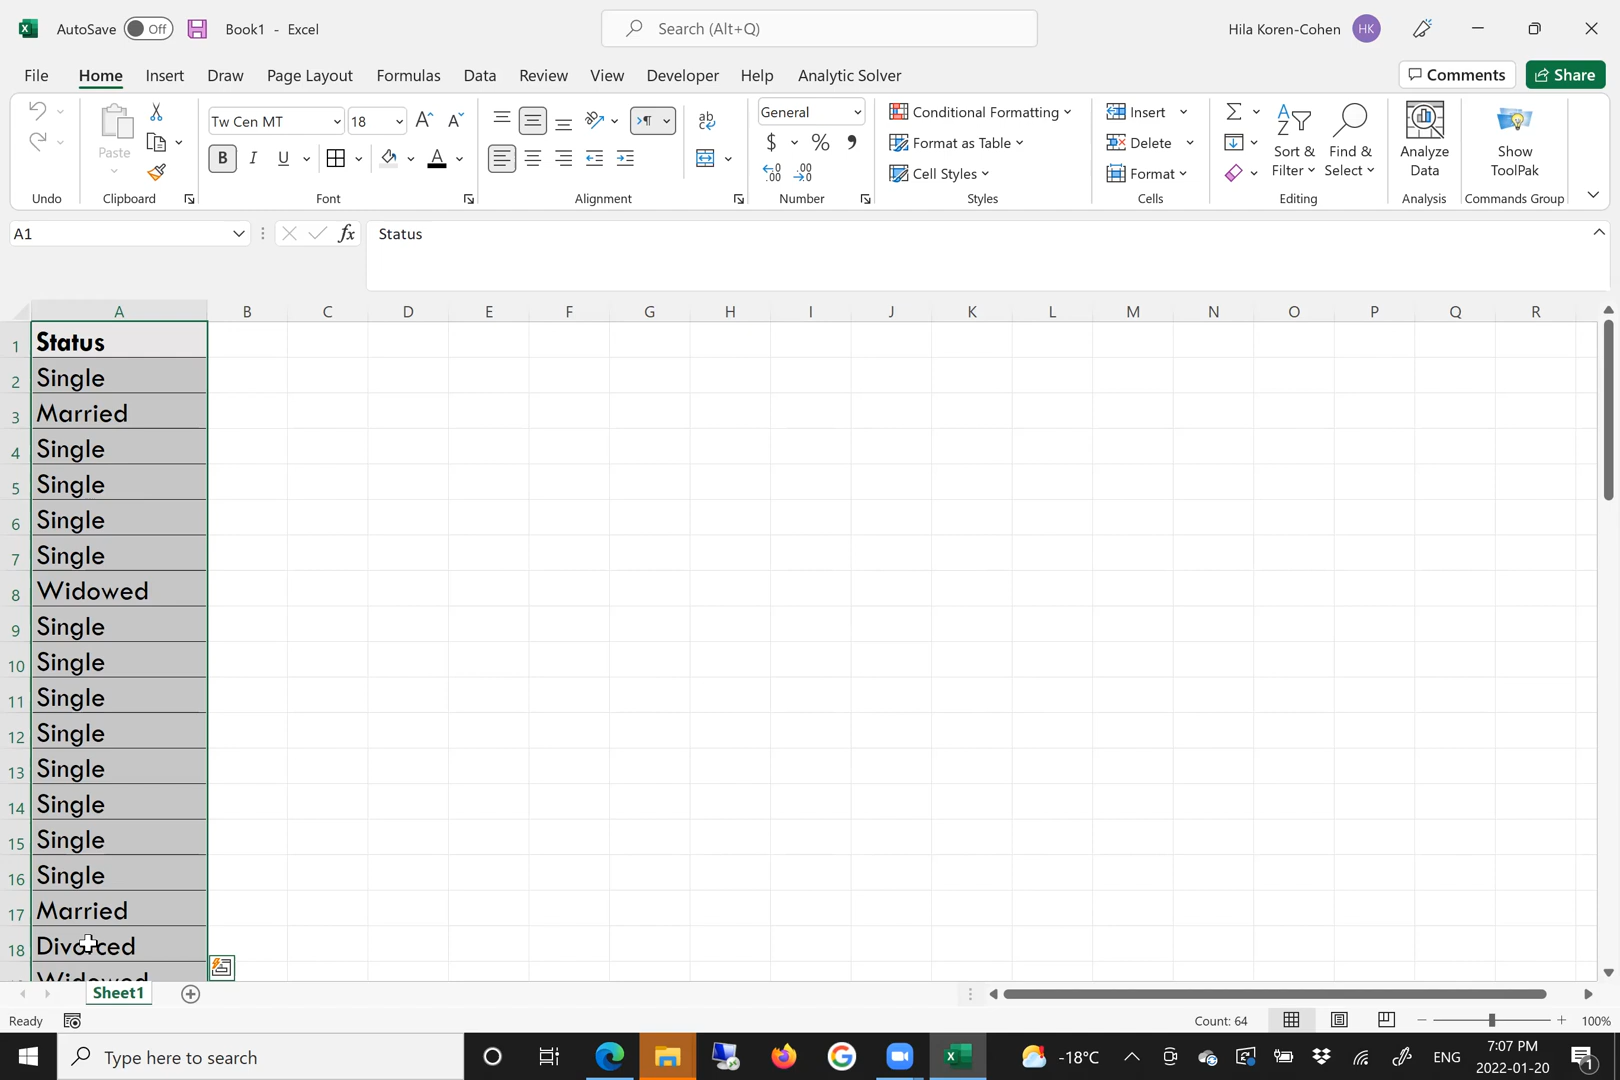 AutoSave Off Book1 - Excel
Search (Alt+Q)
Hila Koren-Cohen HK
File Home Insert Draw Page Layout Formulas Data Review View Developer Help Analytic Solver
Comments Share
Paste
Tw Cen MT 18
General
Conditional Formatting
Format as Table
Cell Styles
Insert
Delete
Format
Sort & Filter
Find & Select
Analyze Data
Show ToolPak
Undo Clipboard Font Alignment Number Styles Cells Editing Analysis Commands Group
A1 fx Status
A B C D E F G H I J K L M N O P Q R
1 Status
2 Single
3 Married
4 Single
5 Single
6 Single
7 Single
8 Widowed
9 Single
10 Single
11 Single
12 Single
13 Single
14 Single
15 Single
16 Single
17 Married
18 Divorced
Widowed
Sheet1
Ready Count: 64 100%
Type here to search
-18°C ENG 7:07 PM
2022-01-20
1